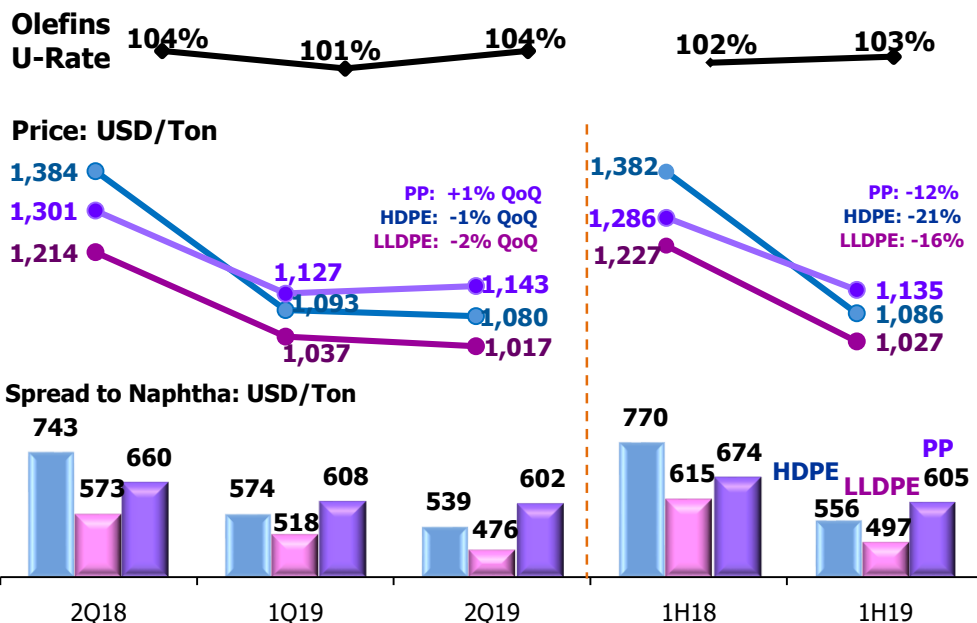 Olefins
U-Rate
104%
101%
104%
102%
103%
Price: USD/Ton
1,384
1,301
1,214
1,127
1,093
1,037
1,143
1,080
1,017
PP: +1% QoQ
HDPE: -1% QoQ
LLDPE: -2% QoQ
1,382
1,286
1,227
1,135
1,086
1,027
PP: -12%
HDPE: -21%
LLDPE: -16%
Spread to Naphtha: USD/Ton
743
573
660
574
518
608
539
476
602
770
615
674
HDPE
LLDPE
PP
556
497
605
2Q18
1Q19
2Q19
1H18
1H19